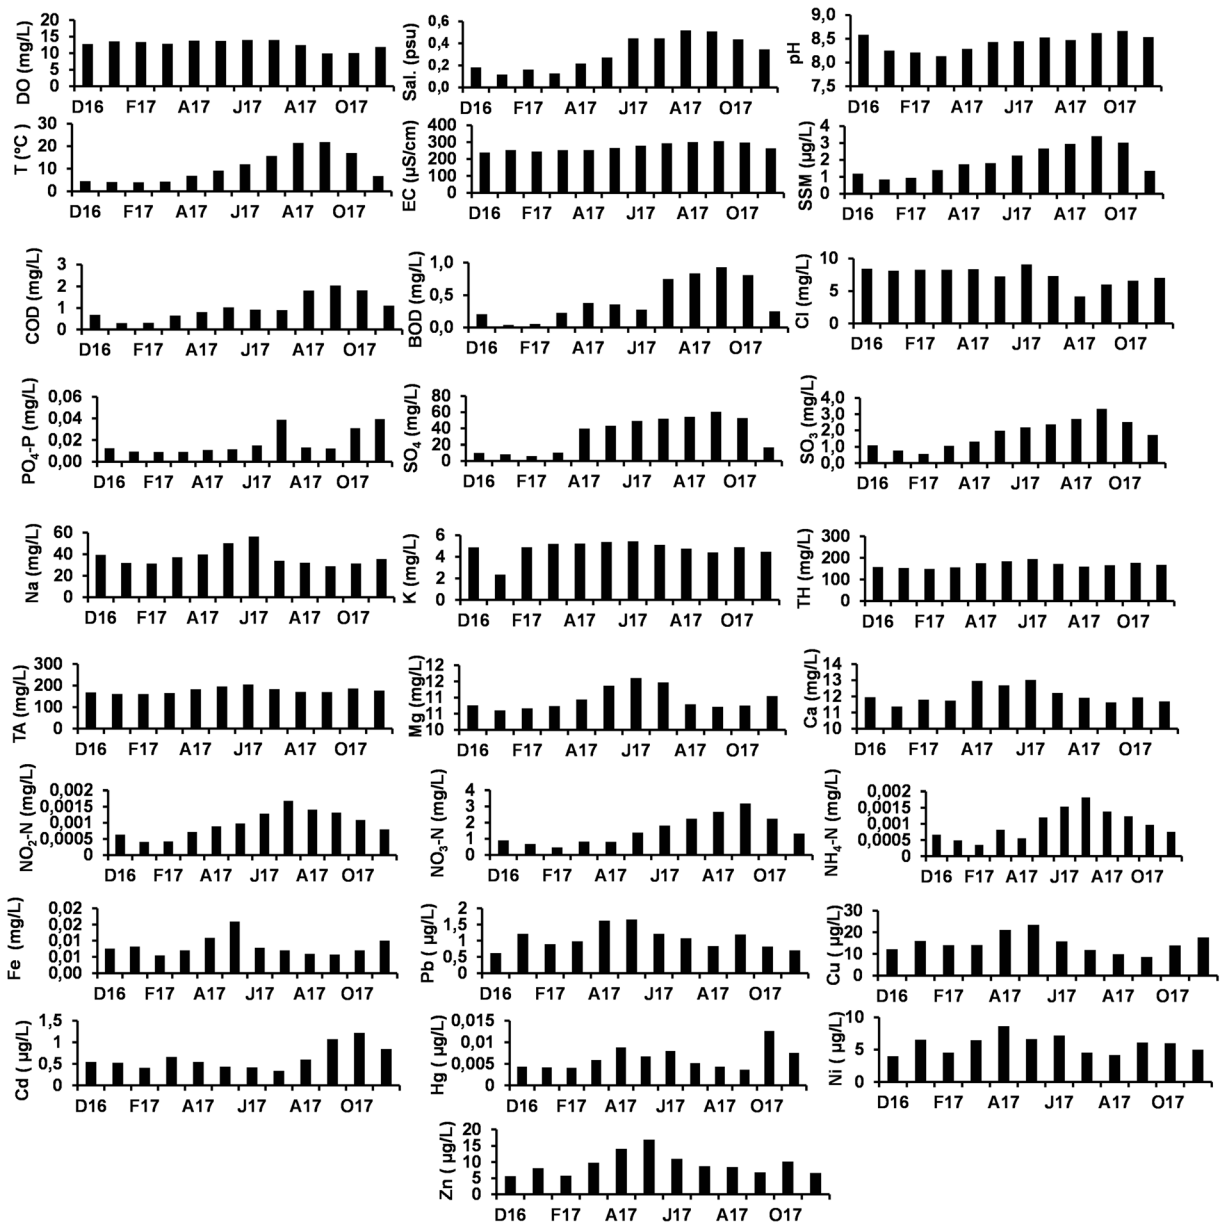 DO (mg/L)
20
15
10
5
0
D16 F17 A17 J17 A17 O17
Sal. (psu)
0,6
0,4
0,2
0,0
D16 F17 A17 J17 A17 O17
pH
9,0
8,5
8,0
7,5
D16 F17 A17 J17 A17 O17
T (ºC)
30
20
10
0
D16 F17 A17 J17 A17 O17
EC (µS/cm)
400
300
200
100
0
D16 F17 A17 J17 A17 O17
SSM (µg/L)
4
3
2
1
0
D16 F17 A17 J17 A17 O17
COD (mg/L)
3
2
1
0
D16 F17 A17 J17 A17 O17
BOD (mg/L)
1,0
0,5
0,0
D16 F17 A17 J17 A17 O17
Cl (mg/L)
10
5
0
D16 F17 A17 J17 A17 O17
PO₄-P (mg/L)
0,06
0,04
0,02
0,00
D16 F17 A17 J17 A17 O17
SO₄ (mg/L)
80
60
40
20
0
D16 F17 A17 J17 A17 O17
SO₃ (mg/L)
4,0
3,0
2,0
1,0
0,0
D16 F17 A17 J17 A17 O17
Na (mg/L)
60
40
20
0
D16 F17 A17 J17 A17 O17
K (mg/L)
6
4
2
0
D16 F17 A17 J17 A17 O17
TH (mg/L)
300
200
100
0
D16 F17 A17 J17 A17 O17
TA (mg/L)
300
200
100
0
D16 F17 A17 J17 A17 O17
Mg (mg/L)
12
12
11
11
10
D16 F17 A17 J17 A17 O17
Ca (mg/L)
14
13
12
11
10
D16 F17 A17 J17 A17 O17
NO₂-N (mg/L)
0,002
0,0015
0,001
0,0005
0
D16 F17 A17 J17 A17 O17
NO₃-N (mg/L)
4
3
2
1
0
D16 F17 A17 J17 A17 O17
NH₄-N (mg/L)
0,002
0,0015
0,001
0,0005
0
D16 F17 A17 J17 A17 O17
Fe (mg/L)
0,02
0,02
0,01
0,01
0,00
D16 F17 A17 J17 A17 O17
Pb ( µg/L)
2
1,5
1
0,5
0
D16 F17 A17 J17 A17 O17
Cu ( µg/L)
30
20
10
0
D16 F17 A17 J17 A17 O17
Cd ( µg/L)
1,5
1
0,5
0
D16 F17 A17 J17 A17 O17
Hg ( µg/L)
0,015
0,01
0,005
0
D16 F17 A17 J17 A17 O17
Ni ( µg/L)
10
5
0
D16 F17 A17 J17 A17 O17
Zn ( µg/L)
20
15
10
5
0
D16 F17 A17 J17 A17 O17